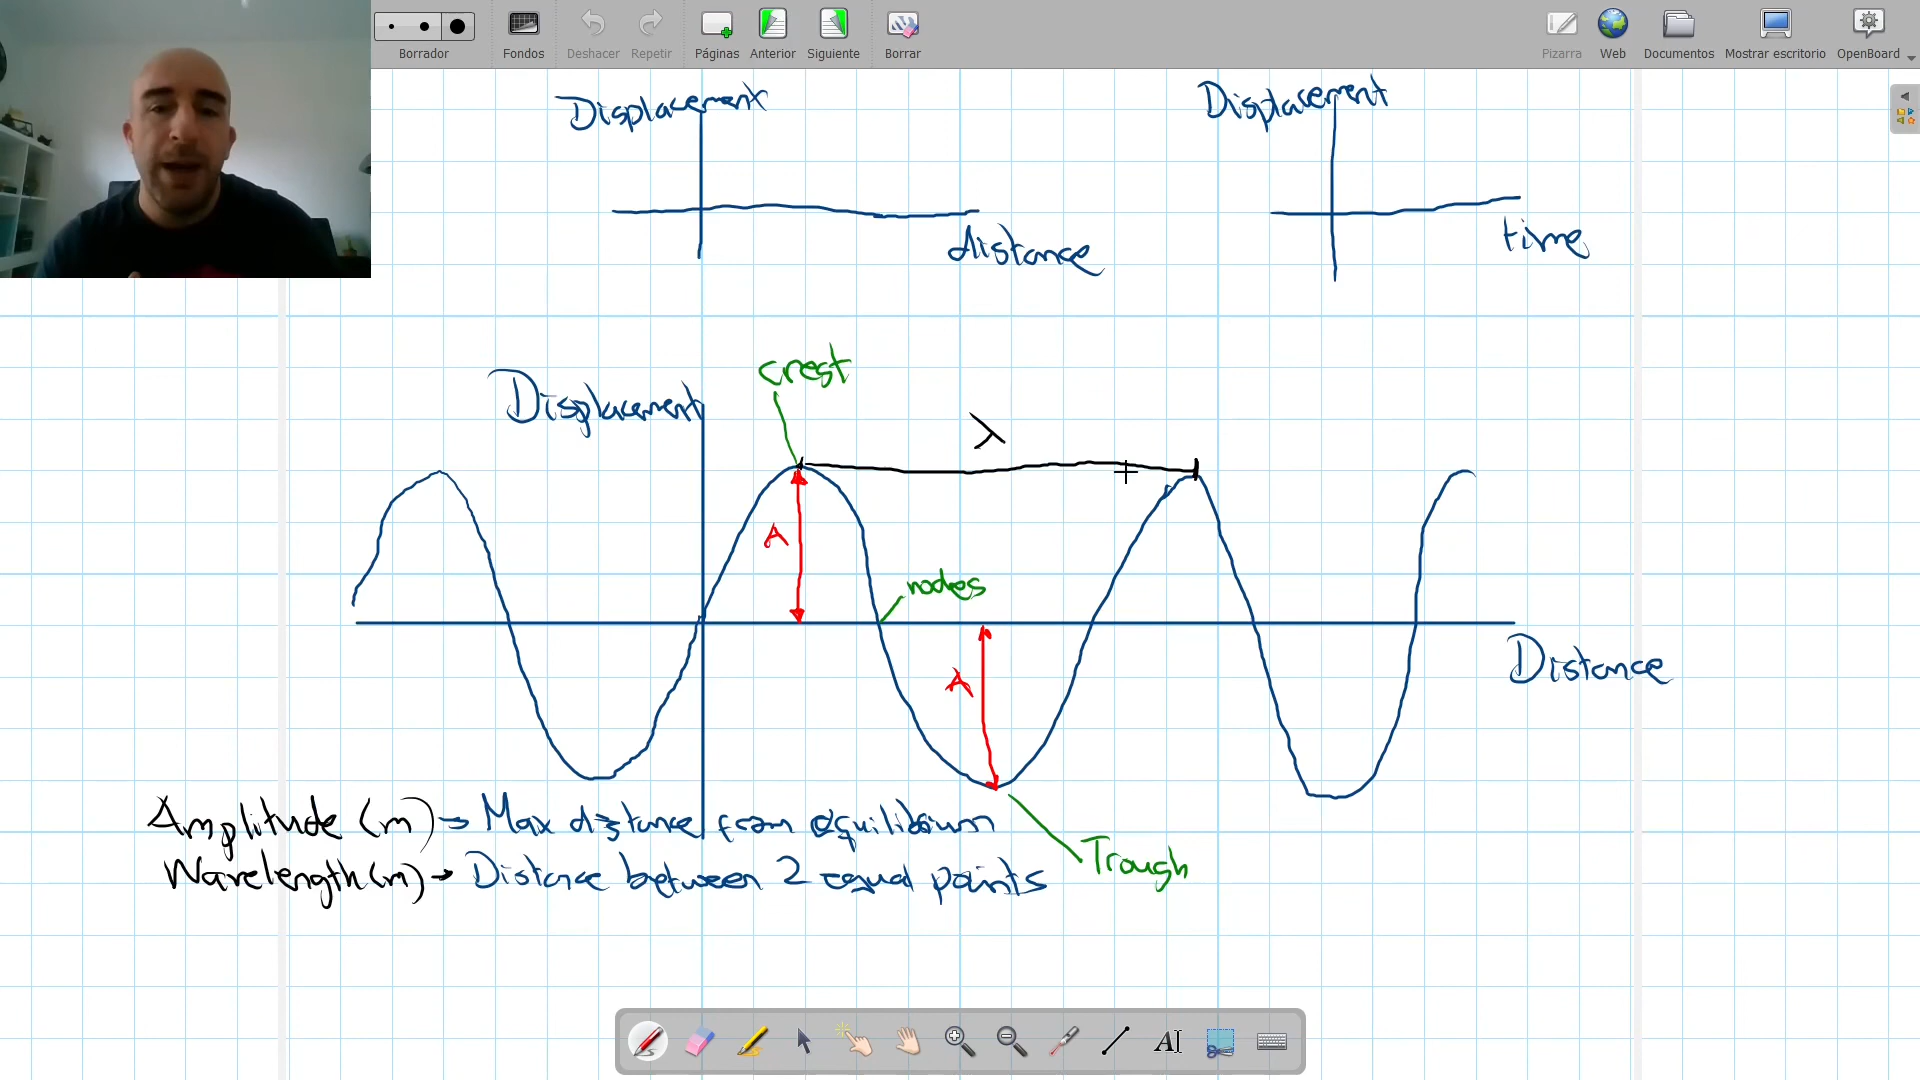 Borrador
Fondos
Deshacer
Repetir
Páginas
Anterior
Siguiente
Borrar
Pizarra
Web
Documentos
Mostrar escritorio
OpenBoard
Displacement
distance
Displacement
time
crest
Displacement
λ
A
nodes
A
Distance
Amplitude (m) → Max distance from equilibrium
Wavelength (m) → Distance between 2 equal points
Trough